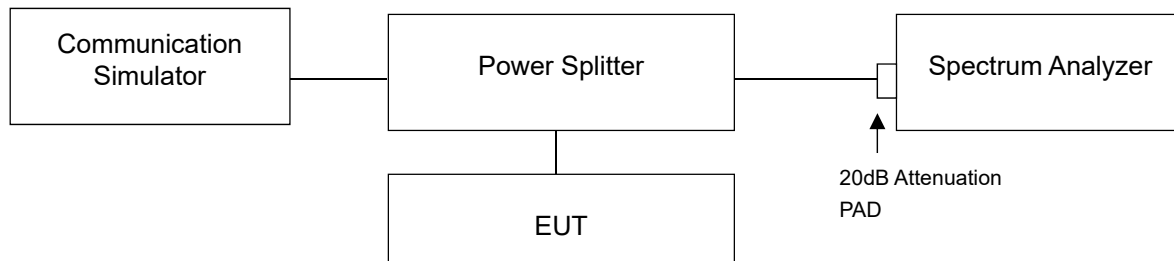 Communication
Simulator
Power Splitter
Spectrum Analyzer
20dB Attenuation
PAD
EUT